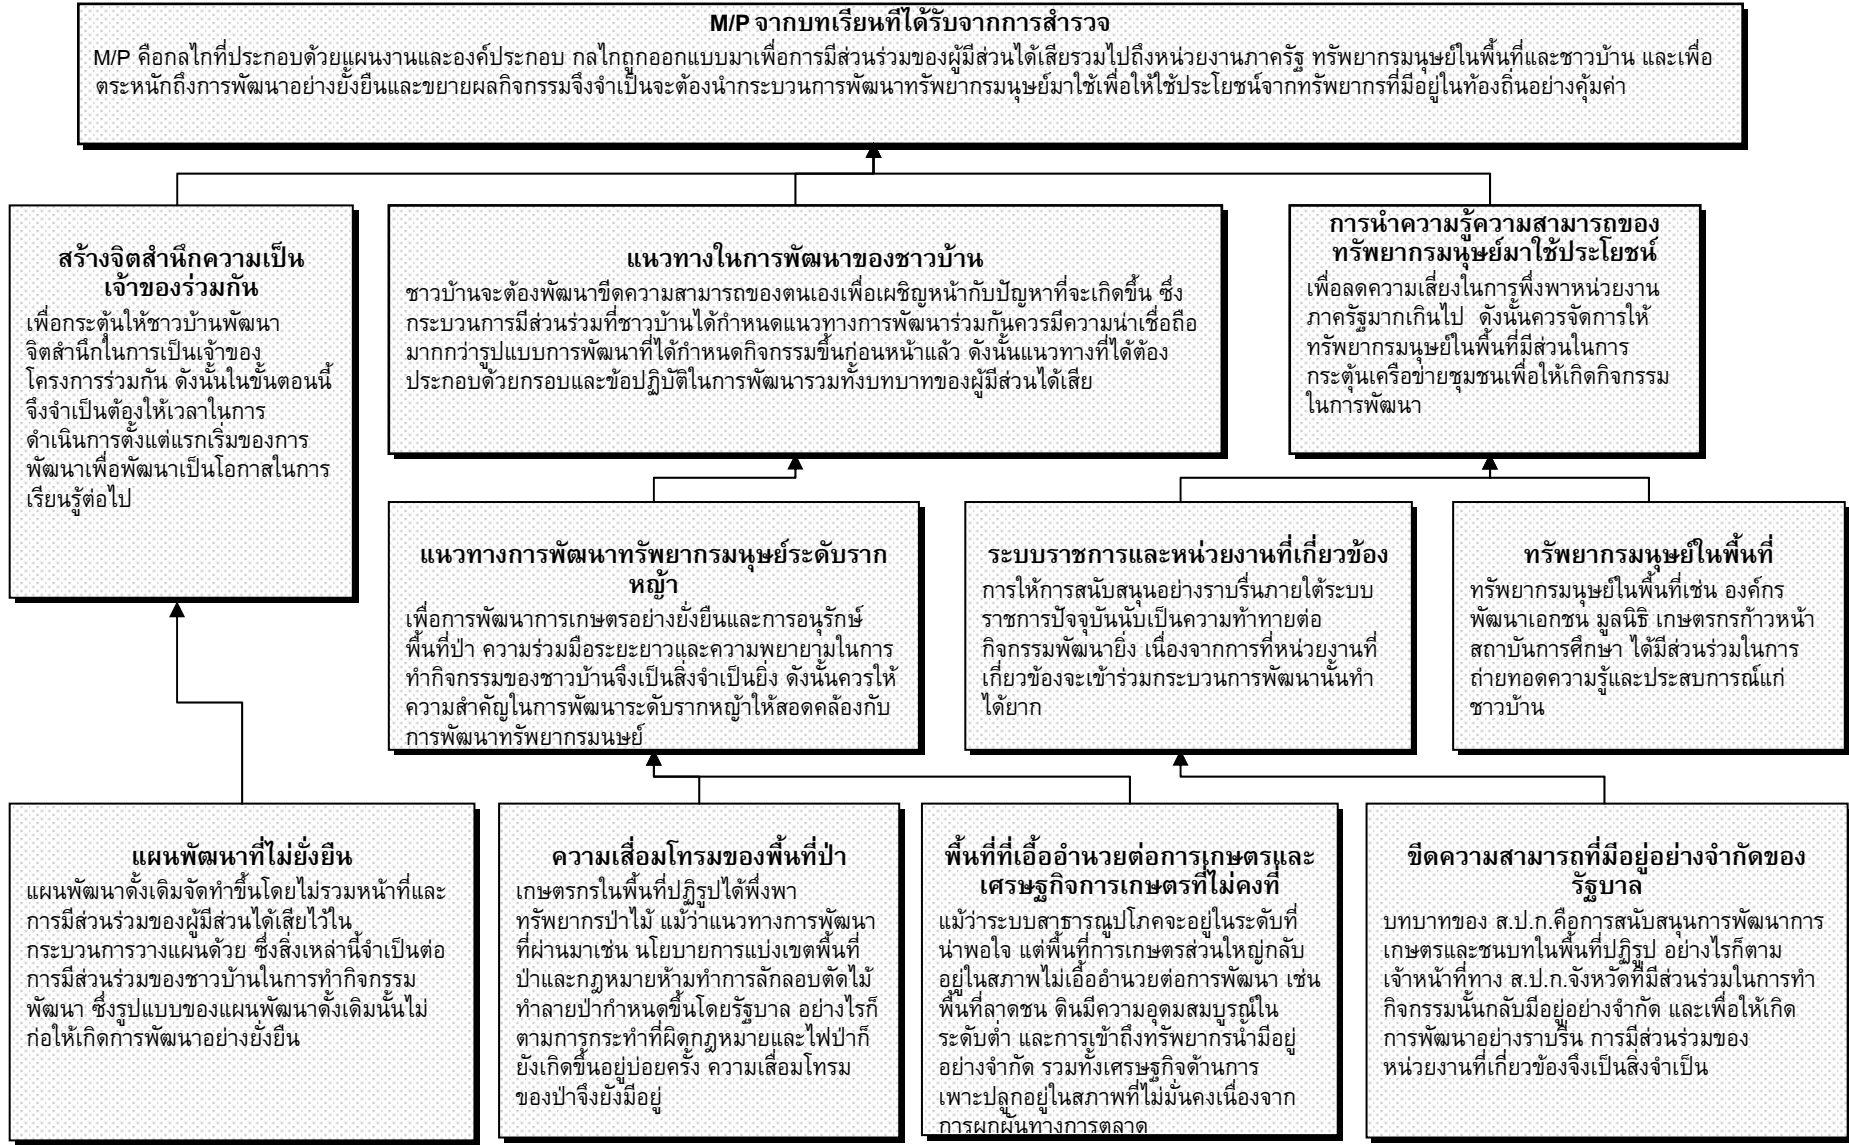 M/P จากบทเรียนที่ได้รับจากการสำรวจ
M/P คือกลไกที่ประกอบด้วยแผนงานและองค์ประกอบ กลไกถูกออกแบบมาเพื่อการมีส่วนร่วมของผู้มีส่วนได้เสียรวมไปถึงหน่วยงานภาครัฐ ทรัพยากรมนุษย์ในพื้นที่และชาวบ้าน และเพื่อ
ตระหนักถึงการพัฒนาอย่างยั่งยืนและขยายผลกิจกรรมจึงจำเป็นจะต้องนำกระบวนการพัฒนาทรัพยากรมนุษย์มาใช้เพื่อให้ใช้ประโยชน์จากทรัพยากรที่มีอยู่ในท้องถิ่นอย่างคุ้มค่า
สร้างจิตสำนึกความเป็น
เจ้าของร่วมกัน
เพื่อกระตุ้นให้ชาวบ้านพัฒนา
จิตสำนึกในการเป็นเจ้าของ
โครงการร่วมกัน ดังนั้นในขั้นตอนนี้
จึงจำเป็นต้องให้เวลาในการ
ดำเนินการตั้งแต่แรกเริ่มของการ
พัฒนาเพื่อพัฒนาเป็นโอกาสในการ
เรียนรู้ต่อไป
แนวทางในการพัฒนาของชาวบ้าน
ชาวบ้านจะต้องพัฒนาขีดความสามารถของตนเองเพื่อเผชิญหน้ากับปัญหาที่จะเกิดขึ้น ซึ่ง
กระบวนการมีส่วนร่วมที่ชาวบ้านได้กำหนดแนวทางการพัฒนาร่วมกันควรมีความน่าเชื่อถือ
มากกว่ารูปแบบการพัฒนาที่ได้กำหนดกิจกรรมขึ้นก่อนหน้าแล้ว ดังนั้นแนวทางที่ได้ต้อง
ประกอบด้วยกรอบและข้อปฏิบัติในการพัฒนารวมทั้งบทบาทของผู้มีส่วนได้เสีย
การนำความรู้ความสามารถของ
ทรัพยากรมนุษย์มาใช้ประโยชน์
เพื่อลดความเสี่ยงในการพึ่งพาหน่วยงาน
ภาครัฐมากเกินไป ดังนั้นควรจัดการให้
ทรัพยากรมนุษย์ในพื้นที่มีส่วนในการ
กระตุ้นเครือข่ายชุมชนเพื่อให้เกิดกิจกรรม
ในการพัฒนา
แนวทางการพัฒนาทรัพยากรมนุษย์ระดับราก
หญ้า
เพื่อการพัฒนาการเกษตรอย่างยั่งยืนและการอนุรักษ์
พื้นที่ป่า ความร่วมมือระยะยาวและความพยายามในการ
ทำกิจกรรมของชาวบ้านจึงเป็นสิ่งจำเป็นยิ่ง ดังนั้นควรให้
ความสำคัญในการพัฒนาระดับรากหญ้าให้สอดคล้องกับ
การพัฒนาทรัพยากรมนุษย์
ระบบราชการและหน่วยงานที่เกี่ยวข้อง
การให้การสนับสนุนอย่างราบรื่นภายใต้ระบบ
ราชการปัจจุบันนับเป็นความท้าทายต่อ
กิจกรรมพัฒนายิ่ง เนื่องจากการที่หน่วยงานที่
เกี่ยวข้องจะเข้าร่วมกระบวนการพัฒนานั้นทำ
ได้ยาก
ทรัพยากรมนุษย์ในพื้นที่
ทรัพยากรมนุษย์ในพื้นที่เช่น องค์กร
พัฒนาเอกชน มูลนิธิ เกษตรกรก้าวหน้า
สถาบันการศึกษา ได้มีส่วนร่วมในการ
ถ่ายทอดความรู้และประสบการณ์แก่
ชาวบ้าน
แผนพัฒนาที่ไม่ยั่งยืน
แผนพัฒนาดั้งเดิมจัดทำขึ้นโดยไม่รวมหน้าที่และ
การมีส่วนร่วมของผู้มีส่วนได้เสียไว้ใน
กระบวนการวางแผนด้วย ซึ่งสิ่งเหล่านี้จำเป็นต่อ
การมีส่วนร่วมของชาวบ้านในการทำกิจกรรม
พัฒนา ซึ่งรูปแบบของแผนพัฒนาดั้งเดิมนั้นไม่
ก่อให้เกิดการพัฒนาอย่างยั่งยืน
ความเสื่อมโทรมของพื้นที่ป่า
เกษตรกรในพื้นที่ปฏิรูปได้พึ่งพา
ทรัพยากรป่าไม้ แม้ว่าแนวทางการพัฒนา
ที่ผ่านมาเช่น นโยบายการแบ่งเขตพื้นที่
ป่าและกฎหมายห้ามทำการลักลอบตัดไม้
ทำลายป่ากำหนดขึ้นโดยรัฐบาล อย่างไรก็
ตามการกระทำที่ผิดกฎหมายและไฟป่าก็
ยังเกิดขึ้นอยู่บ่อยครั้ง ความเสื่อมโทรม
ของป่าจึงยังมีอยู่
พื้นที่ที่เอื้ออำนวยต่อการเกษตรและ
เศรษฐกิจการเกษตรที่ไม่คงที่
แม้ว่าระบบสาธารณูปโภคจะอยู่ในระดับที่
น่าพอใจ แต่พื้นที่การเกษตรส่วนใหญ่กลับ
อยู่ในสภาพไม่เอื้ออำนวยต่อการพัฒนา เช่น
พื้นที่ลาดชน ดินมีความอุดมสมบูรณ์ใน
ระดับต่ำ และการเข้าถึงทรัพยากรน้ำมีอยู่
อย่างจำกัด รวมทั้งเศรษฐกิจด้านการ
เพาะปลูกอยู่ในสภาพที่ไม่มั่นคงเนื่องจาก
การผกผันทางการตลาด
ขีดความสามารถที่มีอยู่อย่างจำกัดของ
รัฐบาล
บทบาทของ ส.ป.ก.คือการสนับสนุนการพัฒนาการ
เกษตรและชนบทในพื้นที่ปฏิรูป อย่างไรก็ตาม
เจ้าหน้าที่ทาง ส.ป.ก.จังหวัดที่มีส่วนร่วมในการทำ
กิจกรรมนั้นกลับมีอยู่อย่างจำกัด และเพื่อให้เกิด
การพัฒนาอย่างราบรื่น การมีส่วนร่วมของ
หน่วยงานที่เกี่ยวข้องจึงเป็นสิ่งจำเป็น